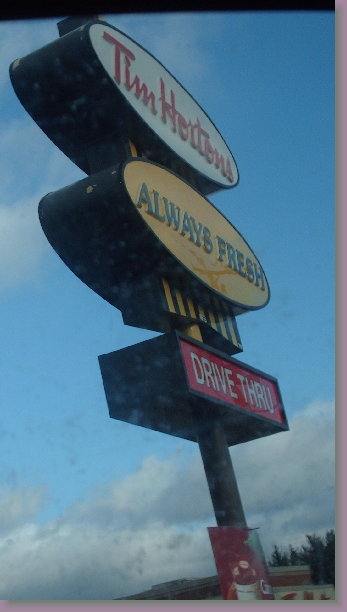 Tim Hortons
ALWAYS FRESH
DRIVE THRU